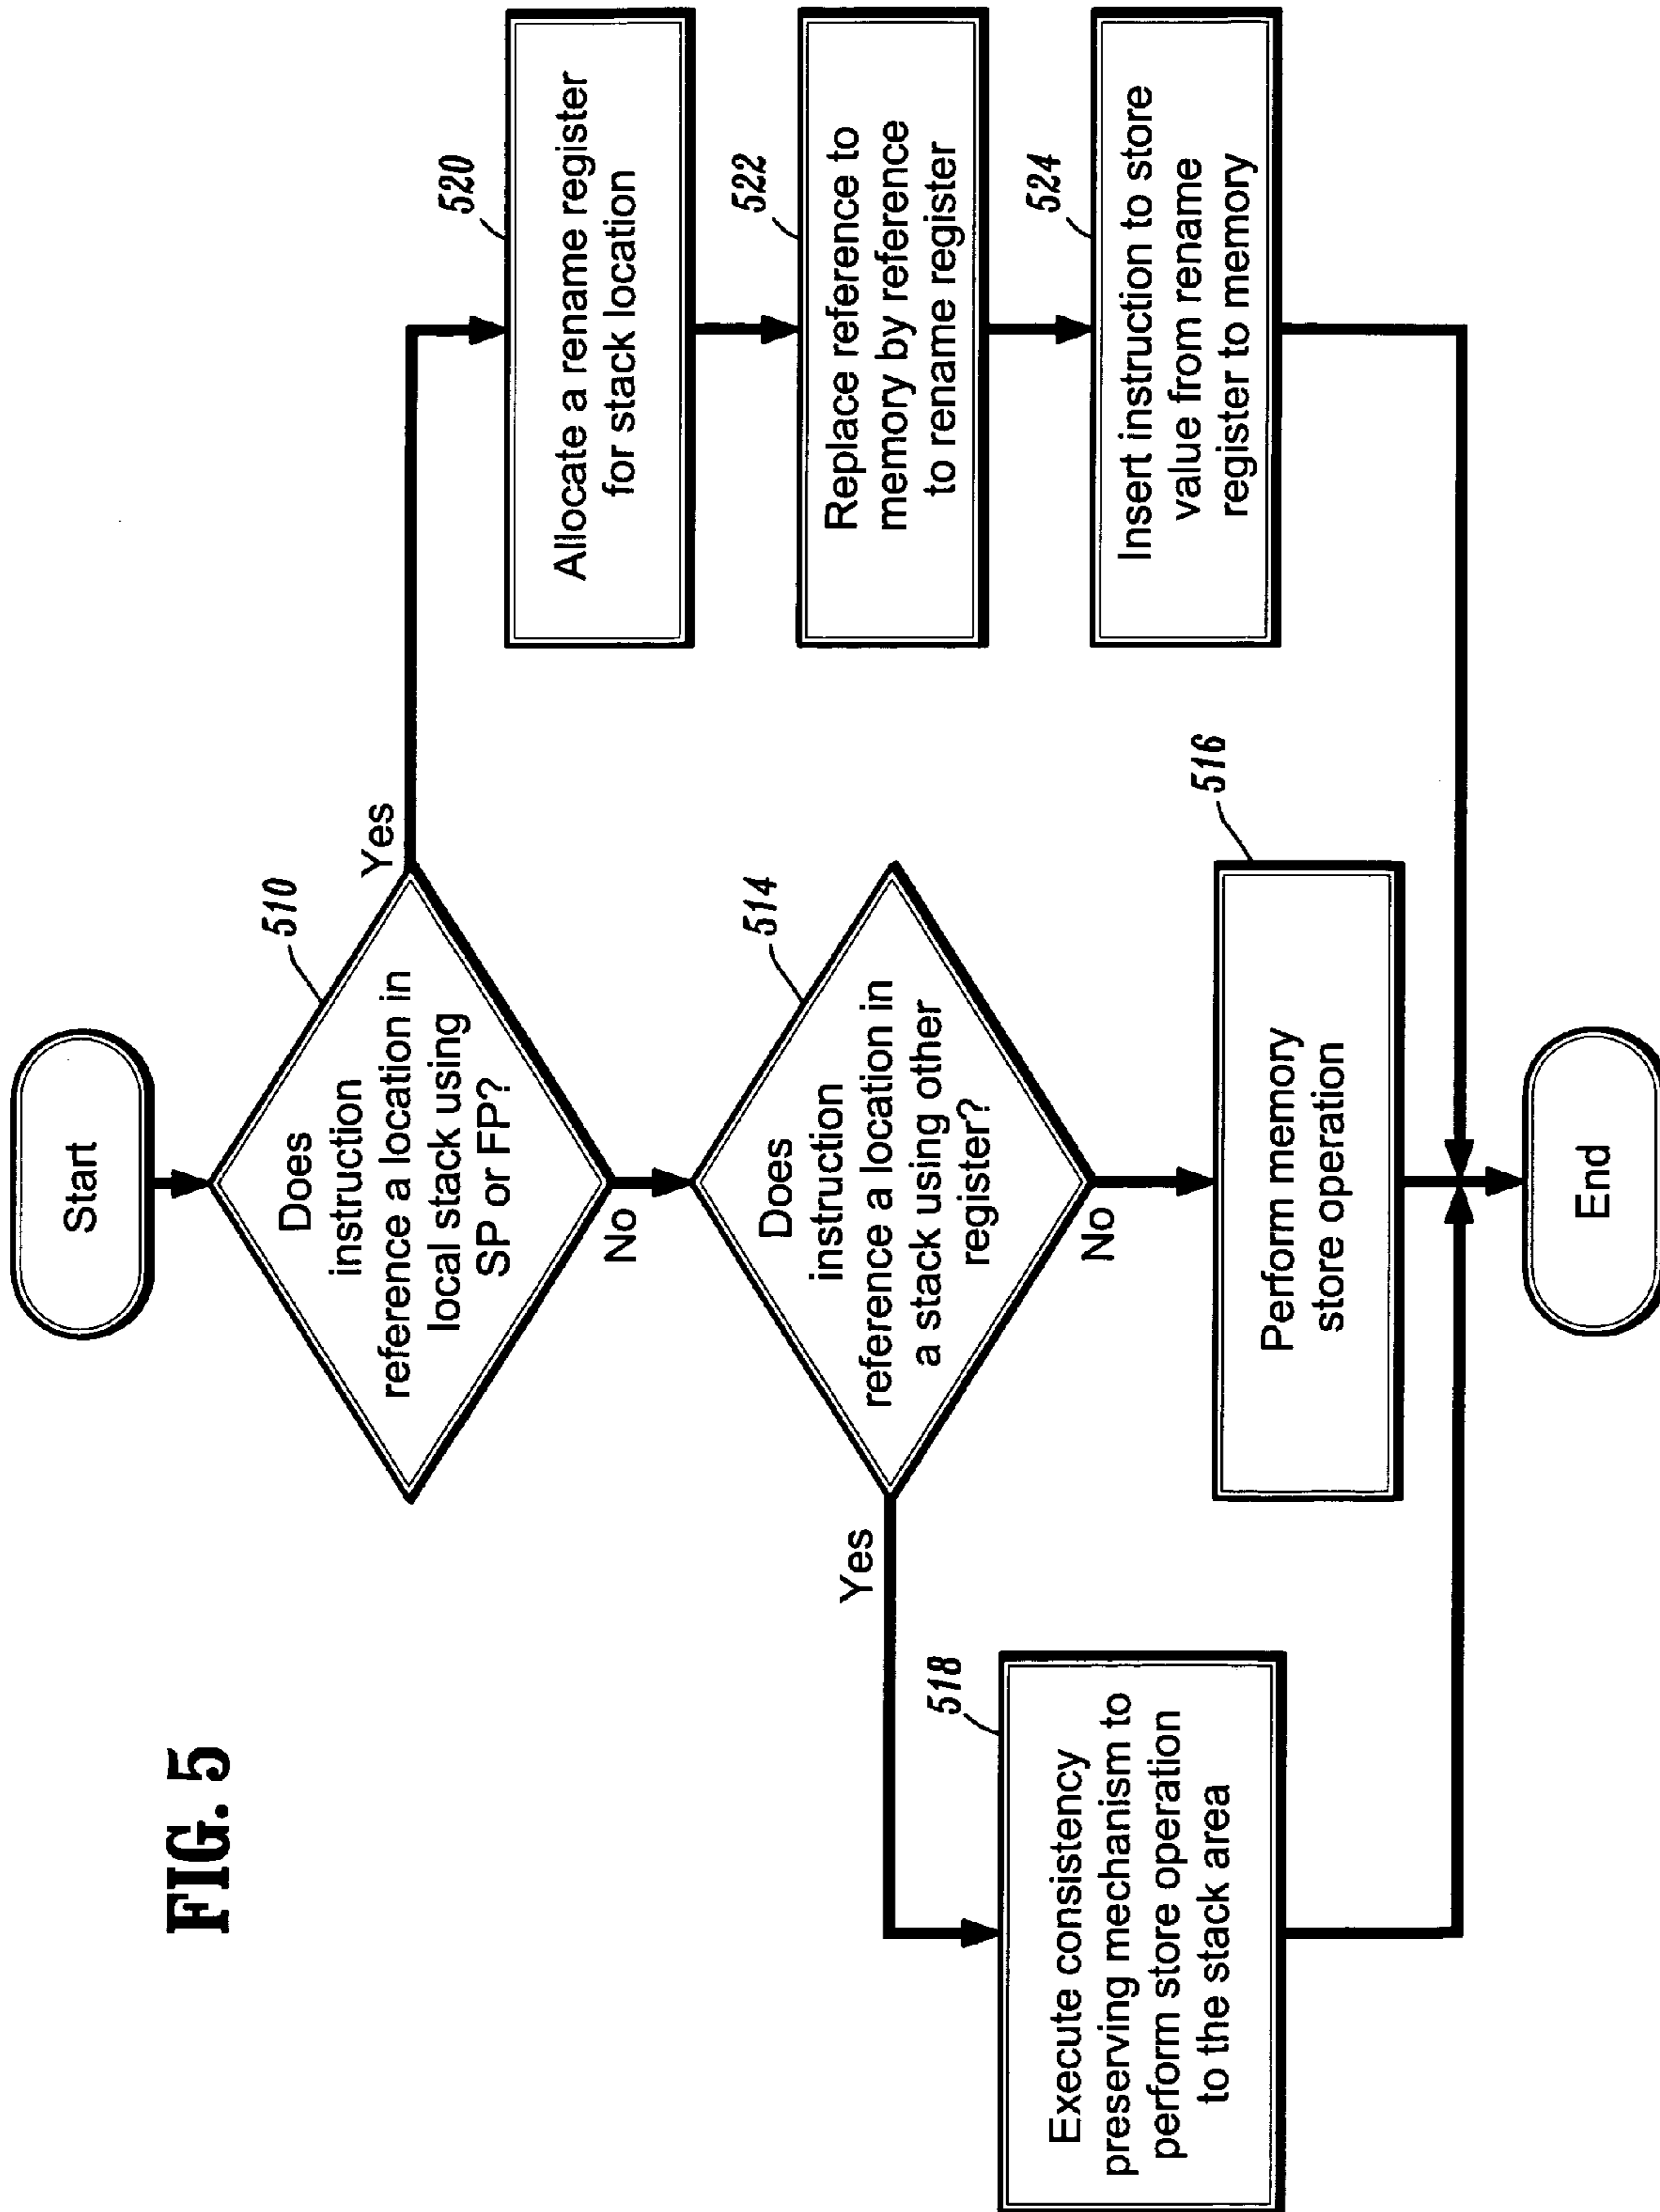 FIG. 5
Start
510
Does
instruction
reference a location in
local stack using
SP or FP?
Yes
No
520
Allocate a rename register
for stack location
522
Replace reference to
memory by reference
to rename register
524
Insert instruction to store
value from rename
register to memory
514
Does
instruction
reference a location in
a stack using other
register?
Yes
No
518
Execute consistency
preserving mechanism to
perform store operation
to the stack area
516
Perform memory
store operation
End